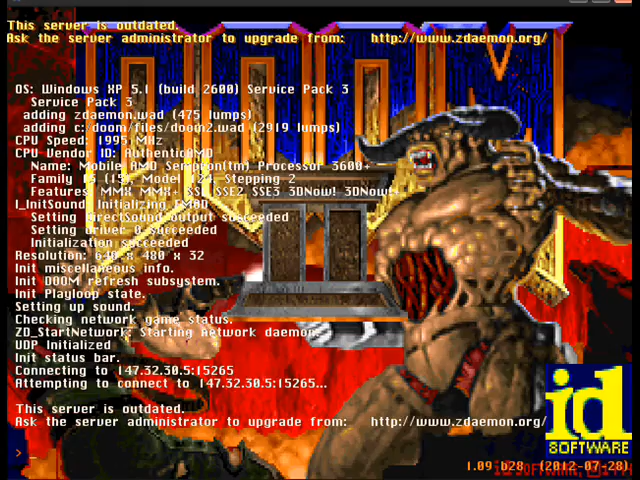 This server is outdated.
Ask the server administrator to upgrade from: http://www.zdaemon.org/
OS: Windows XP 5.1 (build 2600) Service Pack 3
Service Pack 3
adding zdaemon.wad (475 lumps)
adding c:/doom/files/doom2.wad (2919 lumps)
CPU Speed: 1995 MHz
CPU Vendor ID: AuthenticAMD
Name: Mobile AMD Sempron(tm) Processor 3600+
Family 15 (15), Model 12, Stepping 2
Features: MMX MMX+ SSE SSE2 SSE3 3DNow! 3DNow!+
I_InitSound: Initializing FMOD
Setting DirectSound output succeeded
Setting driver 0 succeeded
Initialization succeeded
Resolution: 640 x 480 x 32
Init miscellaneous info.
Init DOOM refresh subsystem.
Init Playloop state.
Setting up sound.
Checking network game status.
ZD_StartNetwork: Starting Network daemon.
UDP Initialized
Init status bar.
Connecting to 147.32.30.5:15265
Attempting to connect to 147.32.30.5:15265...
This server is outdated.
Ask the server administrator to upgrade from: http://www.zdaemon.org/
>_
id
SOFTWARE
1.09 b28 (2012-07-28)